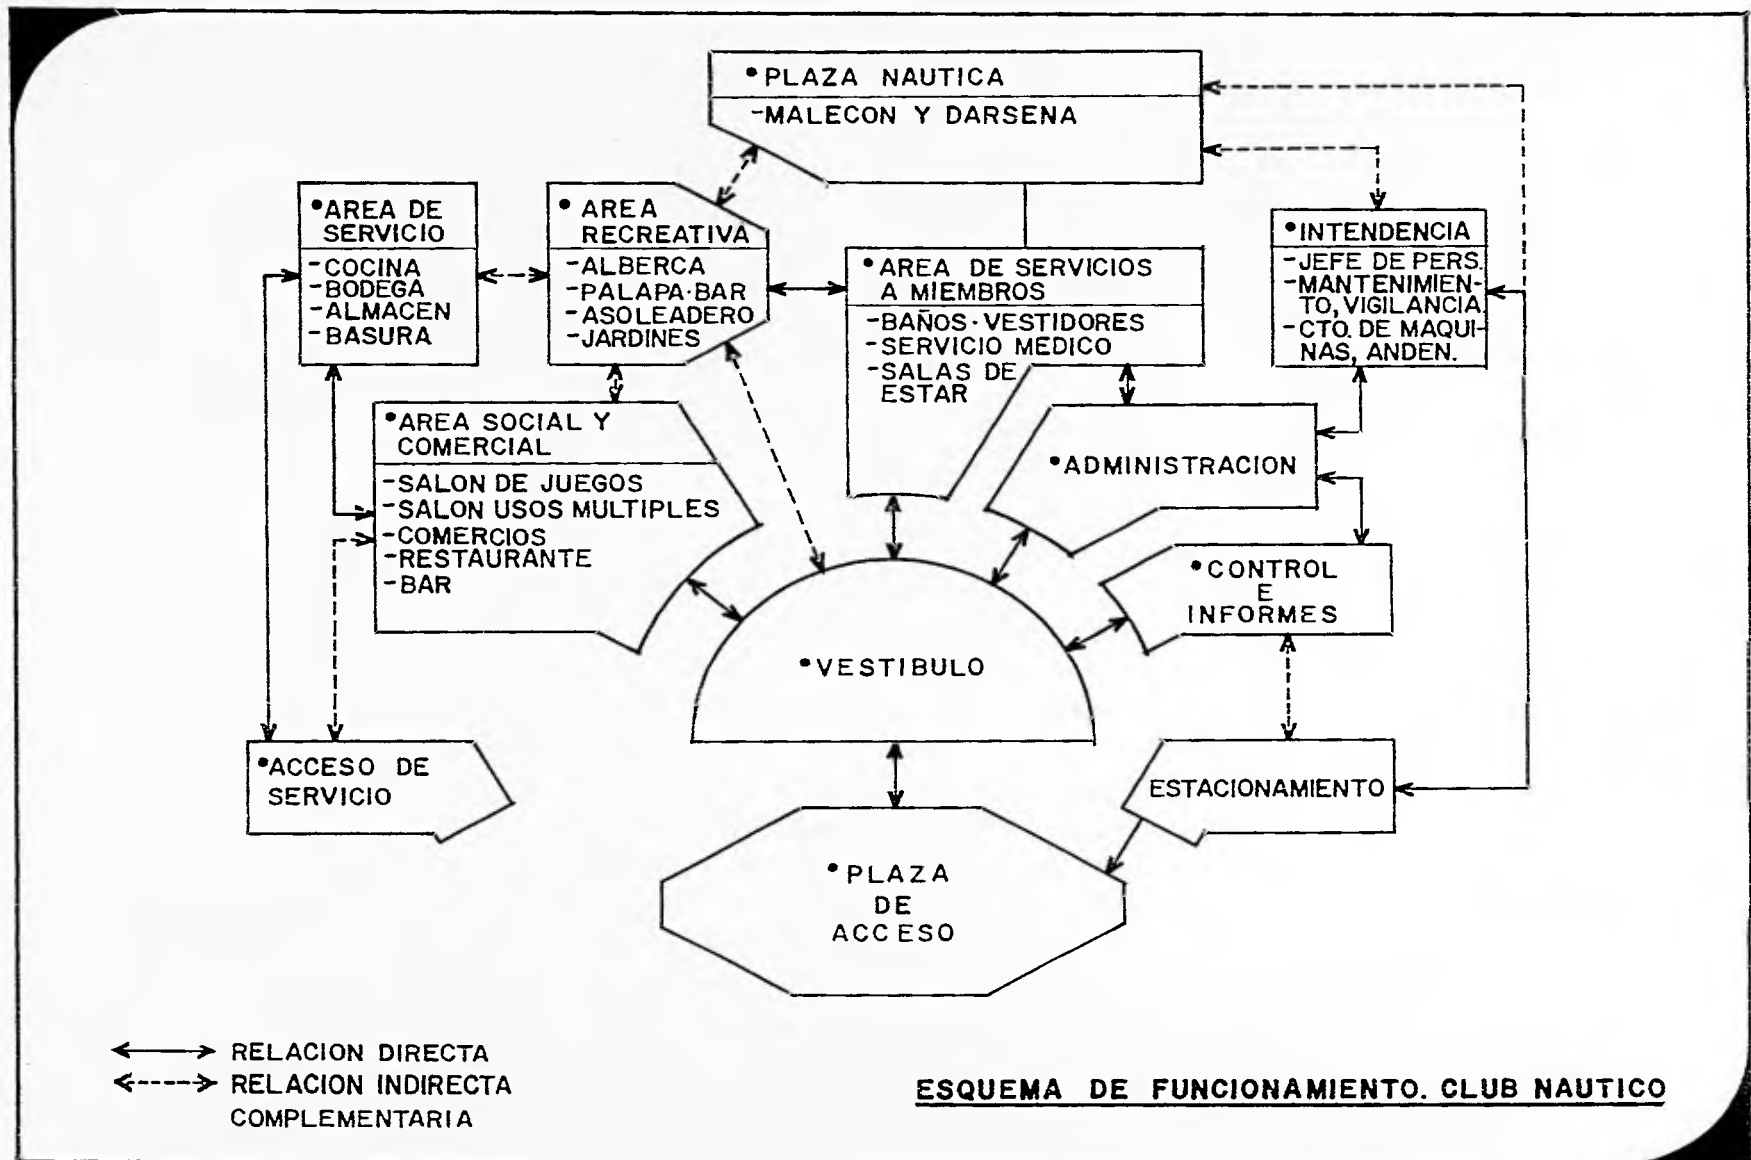 •PLAZA NAUTICA
-MALECON Y DARSENA
•AREA DE
SERVICIO
-COCINA
-BODEGA
-ALMACEN
-BASURA
• AREA
RECREATIVA
-ALBERCA
-PALAPA·BAR
-ASOLEADERO
-JARDINES
•AREA DE SERVICIOS
A MIEMBROS
-BAÑOS·VESTIDORES
-SERVICIO MEDICO
-SALAS DE
ESTAR
•INTENDENCIA
-JEFE DE PERS.
-MANTENIMIEN-
TO, VIGILANCIA
-CTO. DE MAQUI-
NAS, ANDEN.
•AREA SOCIAL Y
COMERCIAL
-SALON DE JUEGOS
-SALON USOS MULTIPLES
-COMERCIOS
-RESTAURANTE
-BAR
•ADMINISTRACION
•CONTROL
E
INFORMES
•VESTIBULO
•ACCESO DE
SERVICIO
ESTACIONAMIENTO
•PLAZA
DE
ACCESO
RELACION DIRECTA
RELACION INDIRECTA
COMPLEMENTARIA
ESQUEMA DE FUNCIONAMIENTO. CLUB NAUTICO